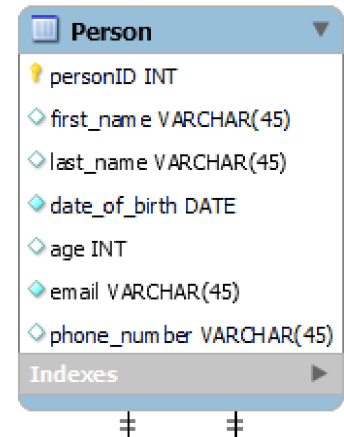 Person
personID INT
first_name VARCHAR(45)
last_name VARCHAR(45)
date_of_birth DATE
age INT
email VARCHAR(45)
phone_number VARCHAR(45)
Indexes